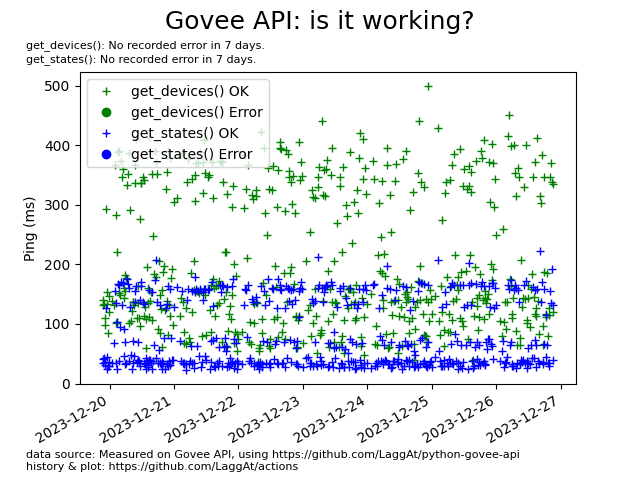 Govee API: is it working?
get_devices(): No recorded error in 7 days.
get_states(): No recorded error in 7 days.
get_devices() OK
get_devices() Error
get_states() OK
get_states() Error
Ping (ms)
500
400
300
200
100
0
2023-12-20
2023-12-21
2023-12-22
2023-12-23
2023-12-24
2023-12-25
2023-12-26
2023-12-27
data source: Measured on Govee API, using https://github.com/LaggAt/python-govee-api
history & plot: https://github.com/LaggAt/actions